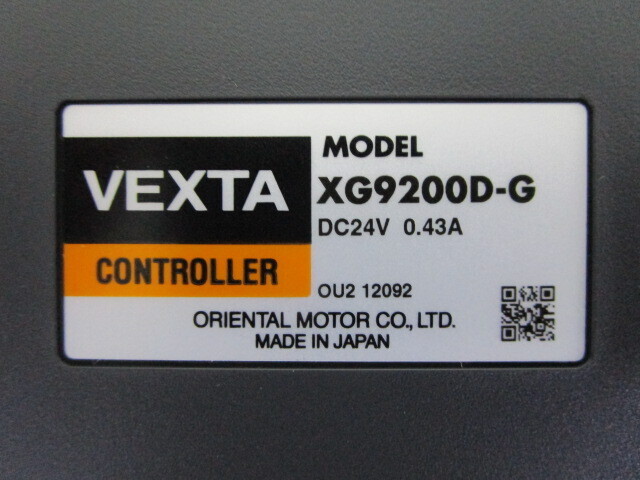 VEXTA
CONTROLLER
MODEL
XG9200D-G
DC24V 0.43A
OU2 12092
ORIENTAL MOTOR CO., LTD.
MADE IN JAPAN